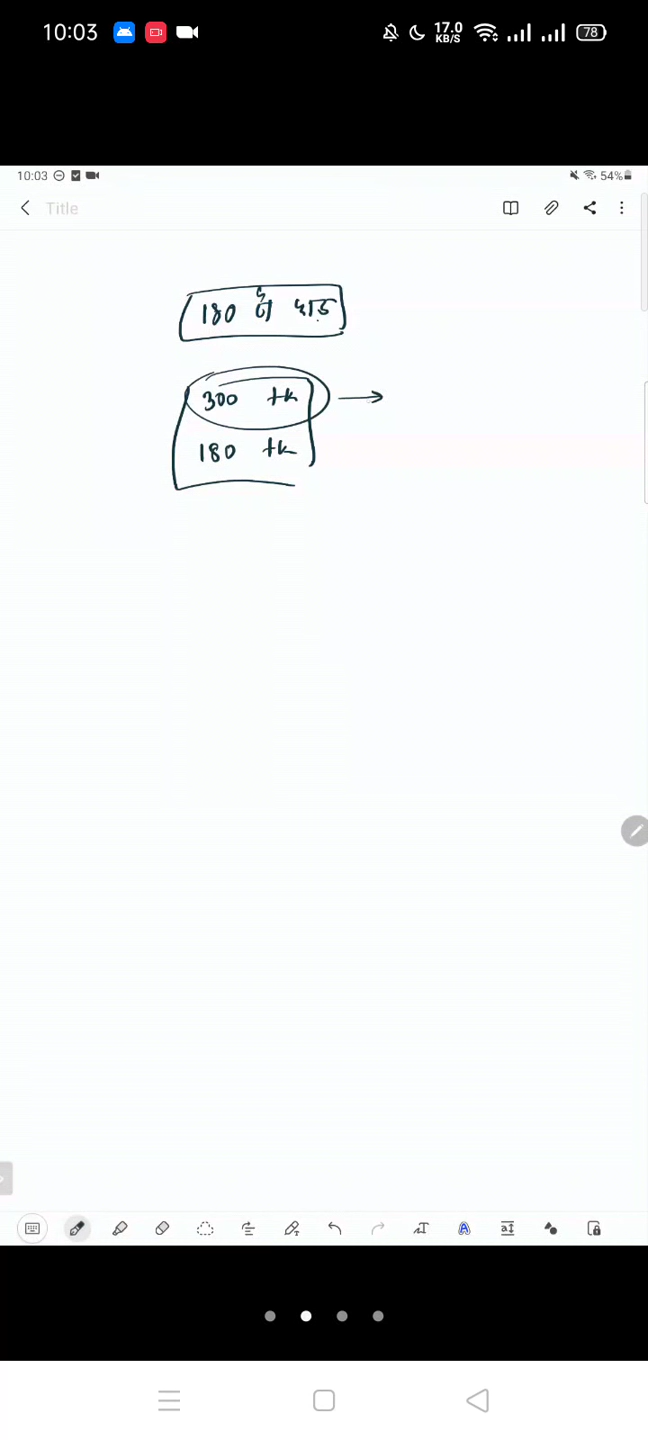 10:03 17.0 KB/S 78
10:03 54%
Title
180 টা
300 tk →
180 tk